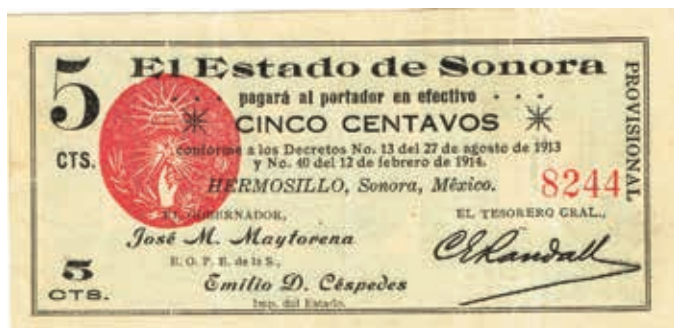 5 CTS.
El Estado de Sonora
pagará al portador en efectivo
CINCO CENTAVOS
conforme a los Decretos No. 13 del 27 de agosto de 1913
y No. 40 del 12 de febrero de 1914.
HERMOSILLO, Sonora, México.
8244
PROVISIONAL
EL GOBERNADOR,
José M. Maytorena
E. O. P. E. de la S.,
Emilio D. Céspedes
Imp. del Estado.
EL TESORERO GRAL.,
C E Randall
5
CTS.